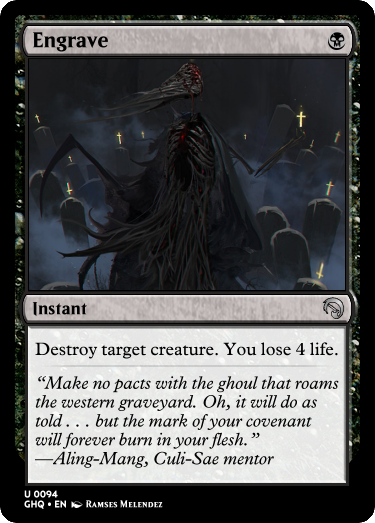 Engrave
Instant
Destroy target creature. You lose 4 life.
“Make no pacts with the ghoul that roams
the western graveyard. Oh, it will do as
told . . . but the mark of your covenant
will forever burn in your flesh.”
—Aling-Mang, Culi-Sae mentor
U 0094
GHQ • EN Ramses Melendez